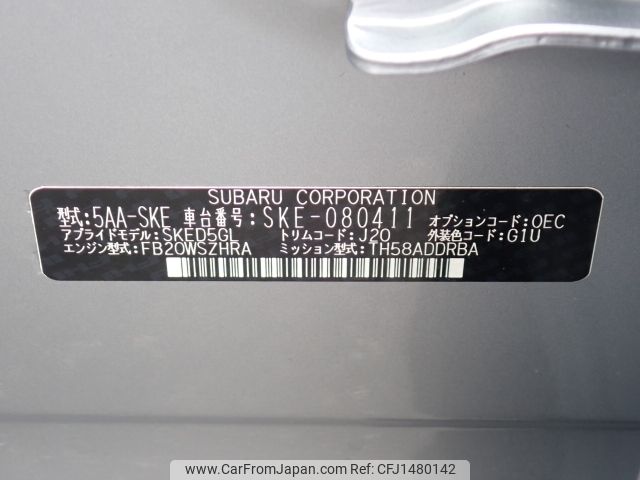 SUBARU CORPORATION
型式:5AA-SKE 車台番号:SKE-080411 オプションコード:OEC
アプライドモデル:SKED5GL トリムコード:J20 外装色コード:G1U
エンジン型式:FB20WSZHRA ミッション型式:TH58ADDRBA
www.CarFromJapan.com - CFJ1480142